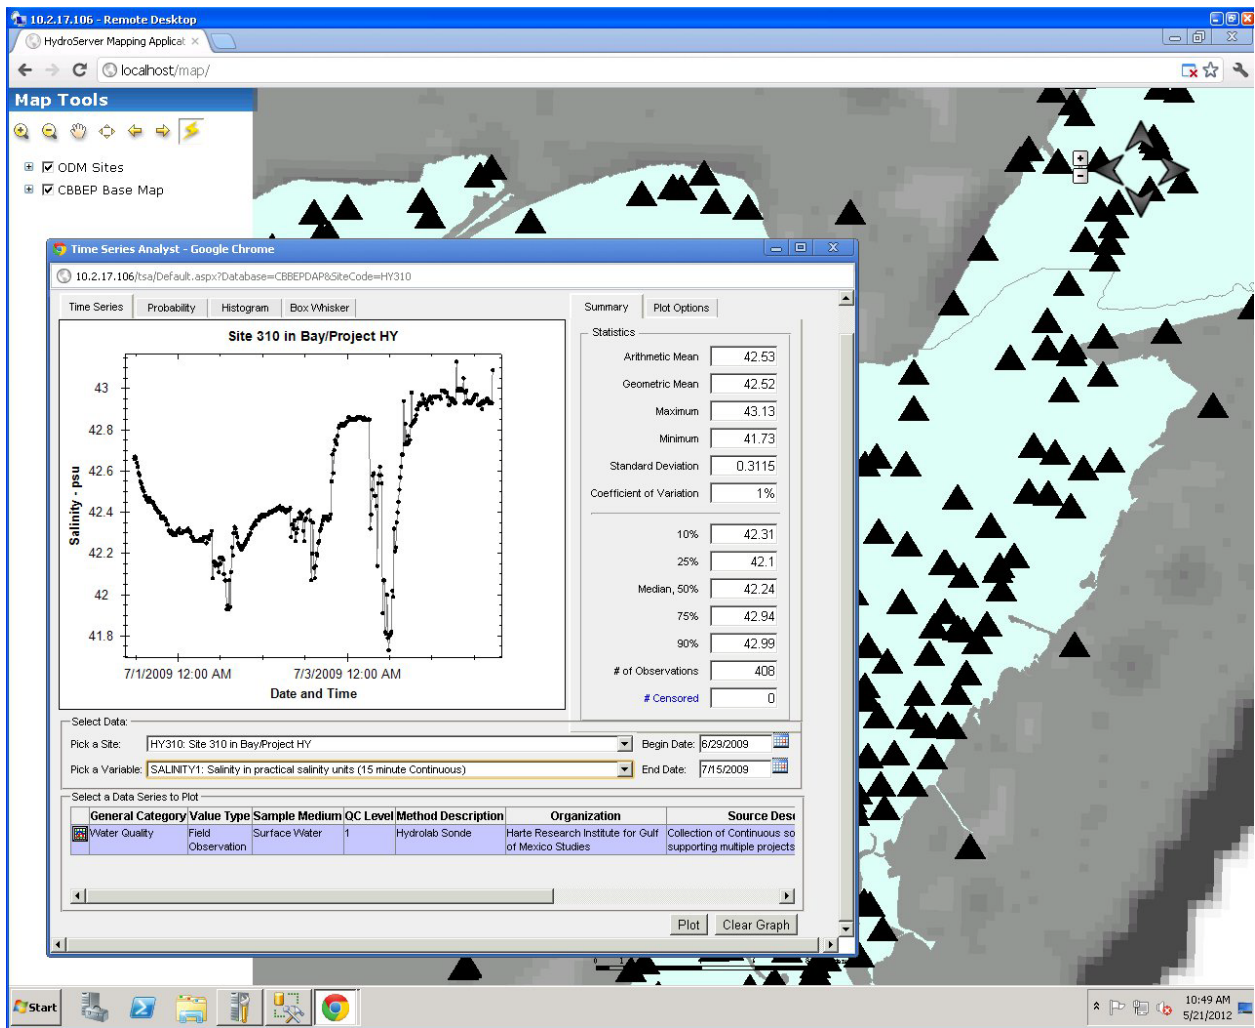 10.2.17.106 - Remote Desktop
HydroServer Mapping Applicat
localhost/map/
Map Tools
ODM Sites
CBBEP Base Map
Time Series Analyst - Google Chrome
10.2.17.106/tsa/Default.aspx?Database=CBBEPDAP&SiteCode=HY310
Time Series Probability Histogram Box Whisker Summary Plot Options
Site 310 in Bay/Project HY
43
42.8
42.6
42.4
42.2
42
41.8
Salinity - psu
7/1/2009 12:00 AM 7/3/2009 12:00 AM
Date and Time
Statistics
Arithmetic Mean 42.53
Geometric Mean 42.52
Maximum 43.13
Minimum 41.73
Standard Deviation 0.3115
Coefficient of Variation 1%
10% 42.31
25% 42.1
Median, 50% 42.24
75% 42.94
90% 42.99
# of Observations 408
# Censored 0
Select Data:
Pick a Site: HY310: Site 310 in Bay/Project HY Begin Date: 6/29/2009
Pick a Variable: SALINITY1: Salinity in practical salinity units (15 minute Continuous) End Date: 7/15/2009
Select a Data Series to Plot
General Category Value Type Sample Medium QC Level Method Description Organization Source Des
Water Quality Field Surface Water 1 Hydrolab Sonde Harte Research Institute for Gulf Collection of Continuous so
Observation of Mexico Studies supporting multiple projects
Plot Clear Graph
Start
10:49 AM
5/21/2012